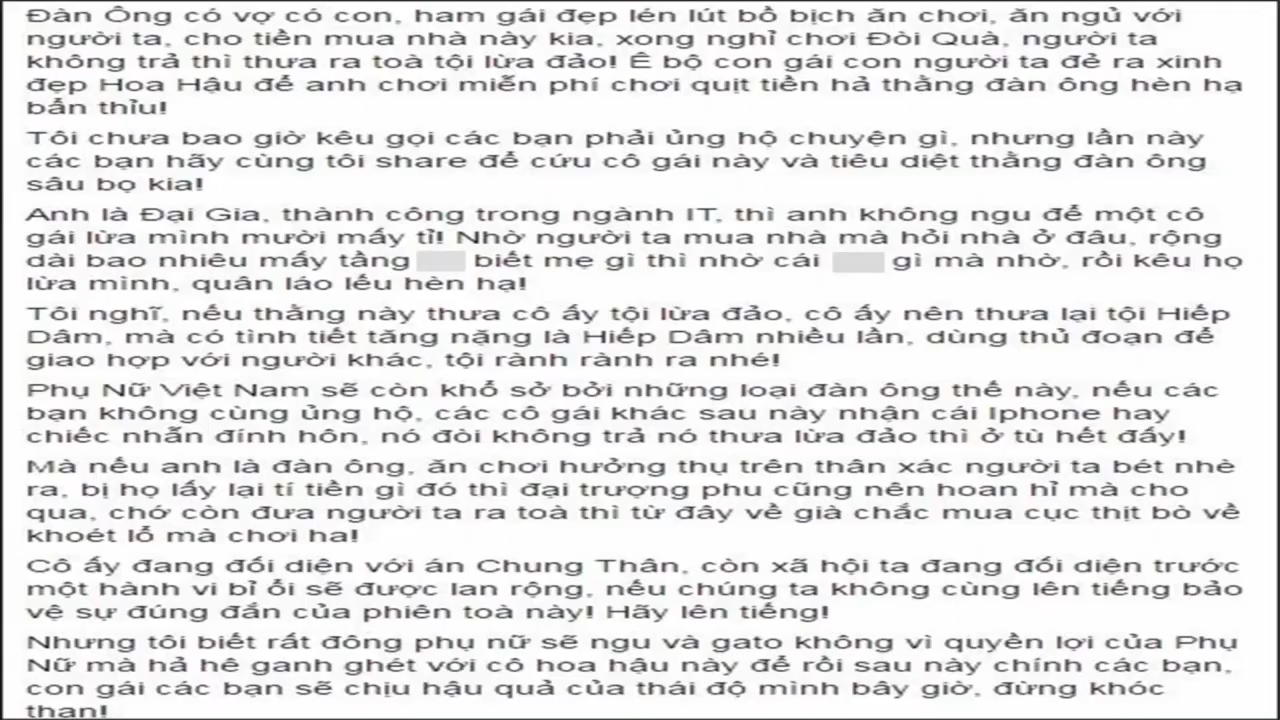 Đàn Ông có vợ có con, ham gái đẹp lén lút bồ bịch ăn chơi, ăn ngủ với
người ta, cho tiền mua nhà này kia, xong nghỉ chơi Đòi Quà, người ta
không trả thì thưa ra toà tội lừa đảo! Ê bộ con gái con người ta đẻ ra xinh
đẹp Hoa Hậu để anh chơi miễn phí chơi quịt tiền hả thằng đàn ông hèn hạ
bẩn thỉu!
Tôi chưa bao giờ kêu gọi các bạn phải ủng hộ chuyện gì, nhưng lần này
các bạn hãy cùng tôi share để cứu cô gái này và tiêu diệt thằng đàn ông
sâu bọ kia!
Anh là Đại Gia, thành công trong ngành IT, thì anh không ngu để một cô
gái lừa mình mười mấy tỉ! Nhờ người ta mua nhà mà hỏi nhà ở đâu, rộng
dài bao nhiêu mấy tầng biết mẹ gì thì nhờ cái gì mà nhờ, rồi kêu họ
lừa mình, quân láo lếu hèn hạ!
Tôi nghĩ, nếu thằng này thưa cô ấy tội lừa đảo, cô ấy nên thưa lại tội Hiếp
Dâm, mà có tình tiết tăng nặng là Hiếp Dâm nhiều lần, dùng thủ đoạn để
giao hợp với người khác, tội rành rành ra nhé!
Phụ Nữ Việt Nam sẽ còn khổ sở bởi những loại đàn ông thế này, nếu các
bạn không cùng ủng hộ, các cô gái khác sau này nhận cái Iphone hay
chiếc nhẫn đính hôn, nó đòi không trả nó thưa lừa đảo thì ở tù hết đấy!
Mà nếu anh là đàn ông, ăn chơi hưởng thụ trên thân xác người ta bét nhè
ra, bị họ lấy lại tí tiền gì đó thì đại trượng phu cũng nên hoan hỉ mà cho
qua, chớ còn đưa người ta ra toà thì từ đây về già chắc mua cục thịt bò về
khoét lỗ mà chơi ha!
Cô ấy đang đối diện với án Chung Thân, còn xã hội ta đang đối diện trước
một hành vi bỉ ổi sẽ được lan rộng, nếu chúng ta không cùng lên tiếng bảo
vệ sự đúng đắn của phiên toà này! Hãy lên tiếng!
Nhưng tôi biết rất đông phụ nữ sẽ ngu và gato không vì quyền lợi của Phụ
Nữ mà hả hê ganh ghét với cô hoa hậu này để rồi sau này chính các bạn,
con gái các bạn sẽ chịu hậu quả của thái độ mình bây giờ, đừng khóc
than!